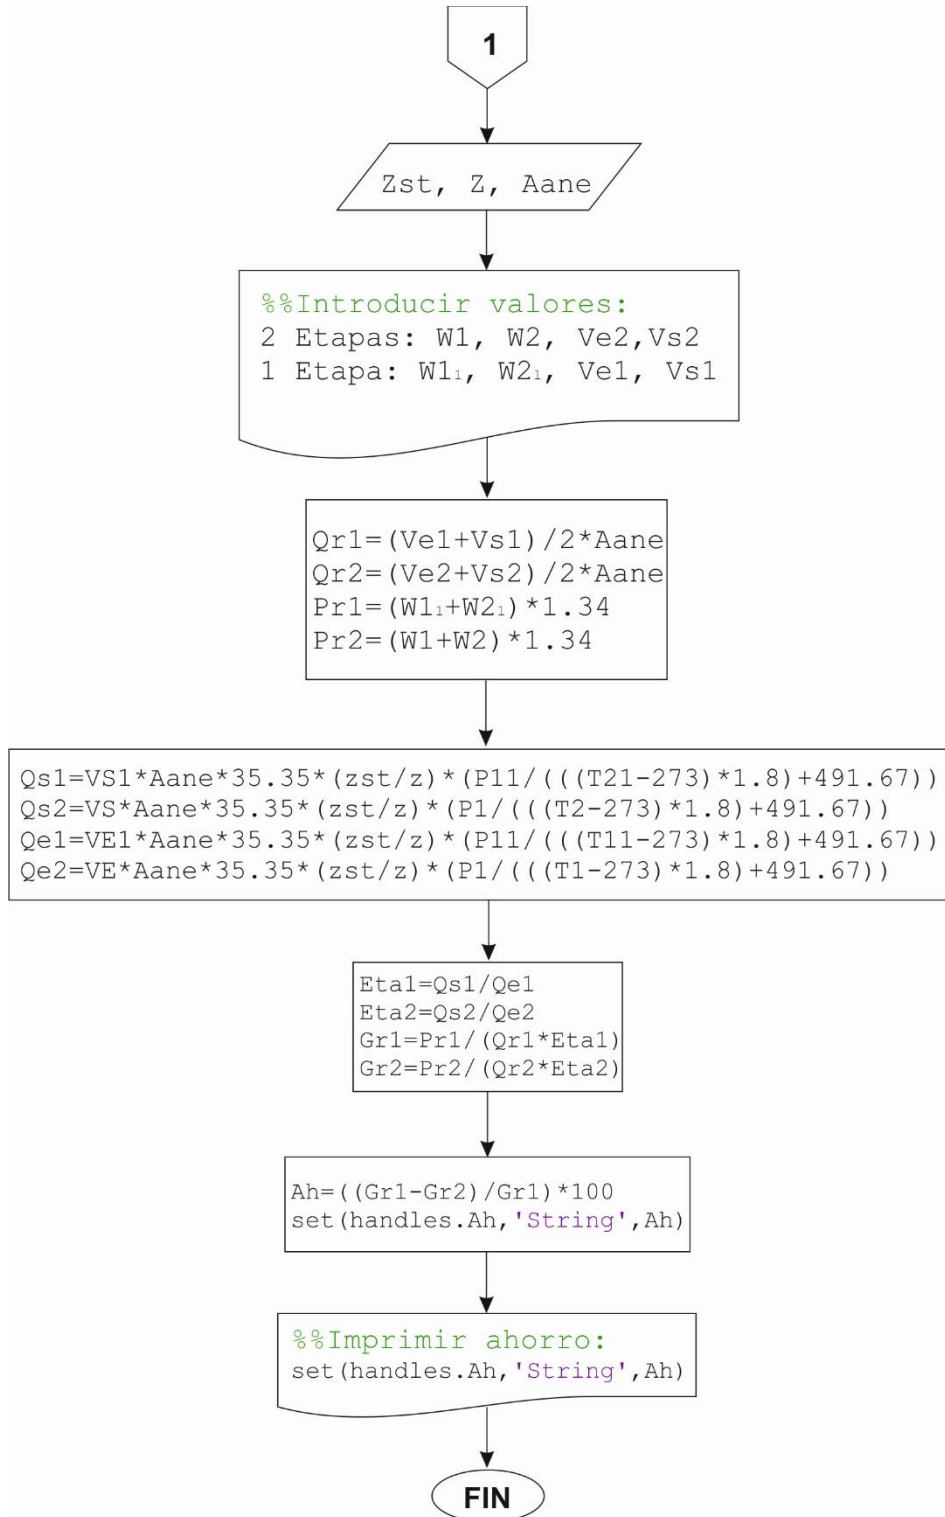 1
Zst, Z, Aane
%%Introducir valores:
2 Etapas: W1, W2, Ve2,Vs2
1 Etapa: W1₁, W2₁, Ve1, Vs1
Qr1=(Ve1+Vs1)/2*Aane
Qr2=(Ve2+Vs2)/2*Aane
Pr1=(W1₁+W2₁)*1.34
Pr2=(W1+W2)*1.34
Qs1=VS1*Aane*35.35*(zst/z)*(P11/(((T21-273)*1.8)+491.67))
Qs2=VS*Aane*35.35*(zst/z)*(P1/(((T2-273)*1.8)+491.67))
Qe1=VE1*Aane*35.35*(zst/z)*(P11/(((T11-273)*1.8)+491.67))
Qe2=VE*Aane*35.35*(zst/z)*(P1/(((T1-273)*1.8)+491.67))
Eta1=Qs1/Qe1
Eta2=Qs2/Qe2
Gr1=Pr1/(Qr1*Eta1)
Gr2=Pr2/(Qr2*Eta2)
Ah=((Gr1-Gr2)/Gr1)*100
set(handles.Ah,'String',Ah)
%%Imprimir ahorro:
set(handles.Ah,'String',Ah)
FIN